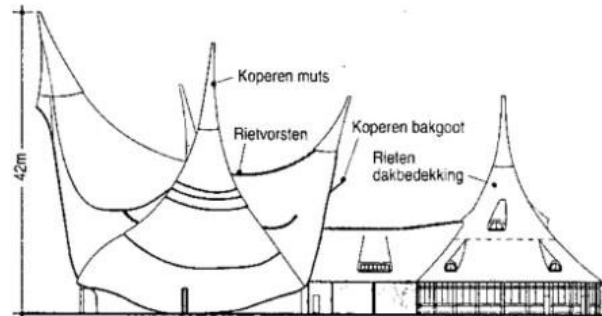 42m
Koperen muts
Rietvorsten
Koperen bakgoot
Rieten
dakbedekking